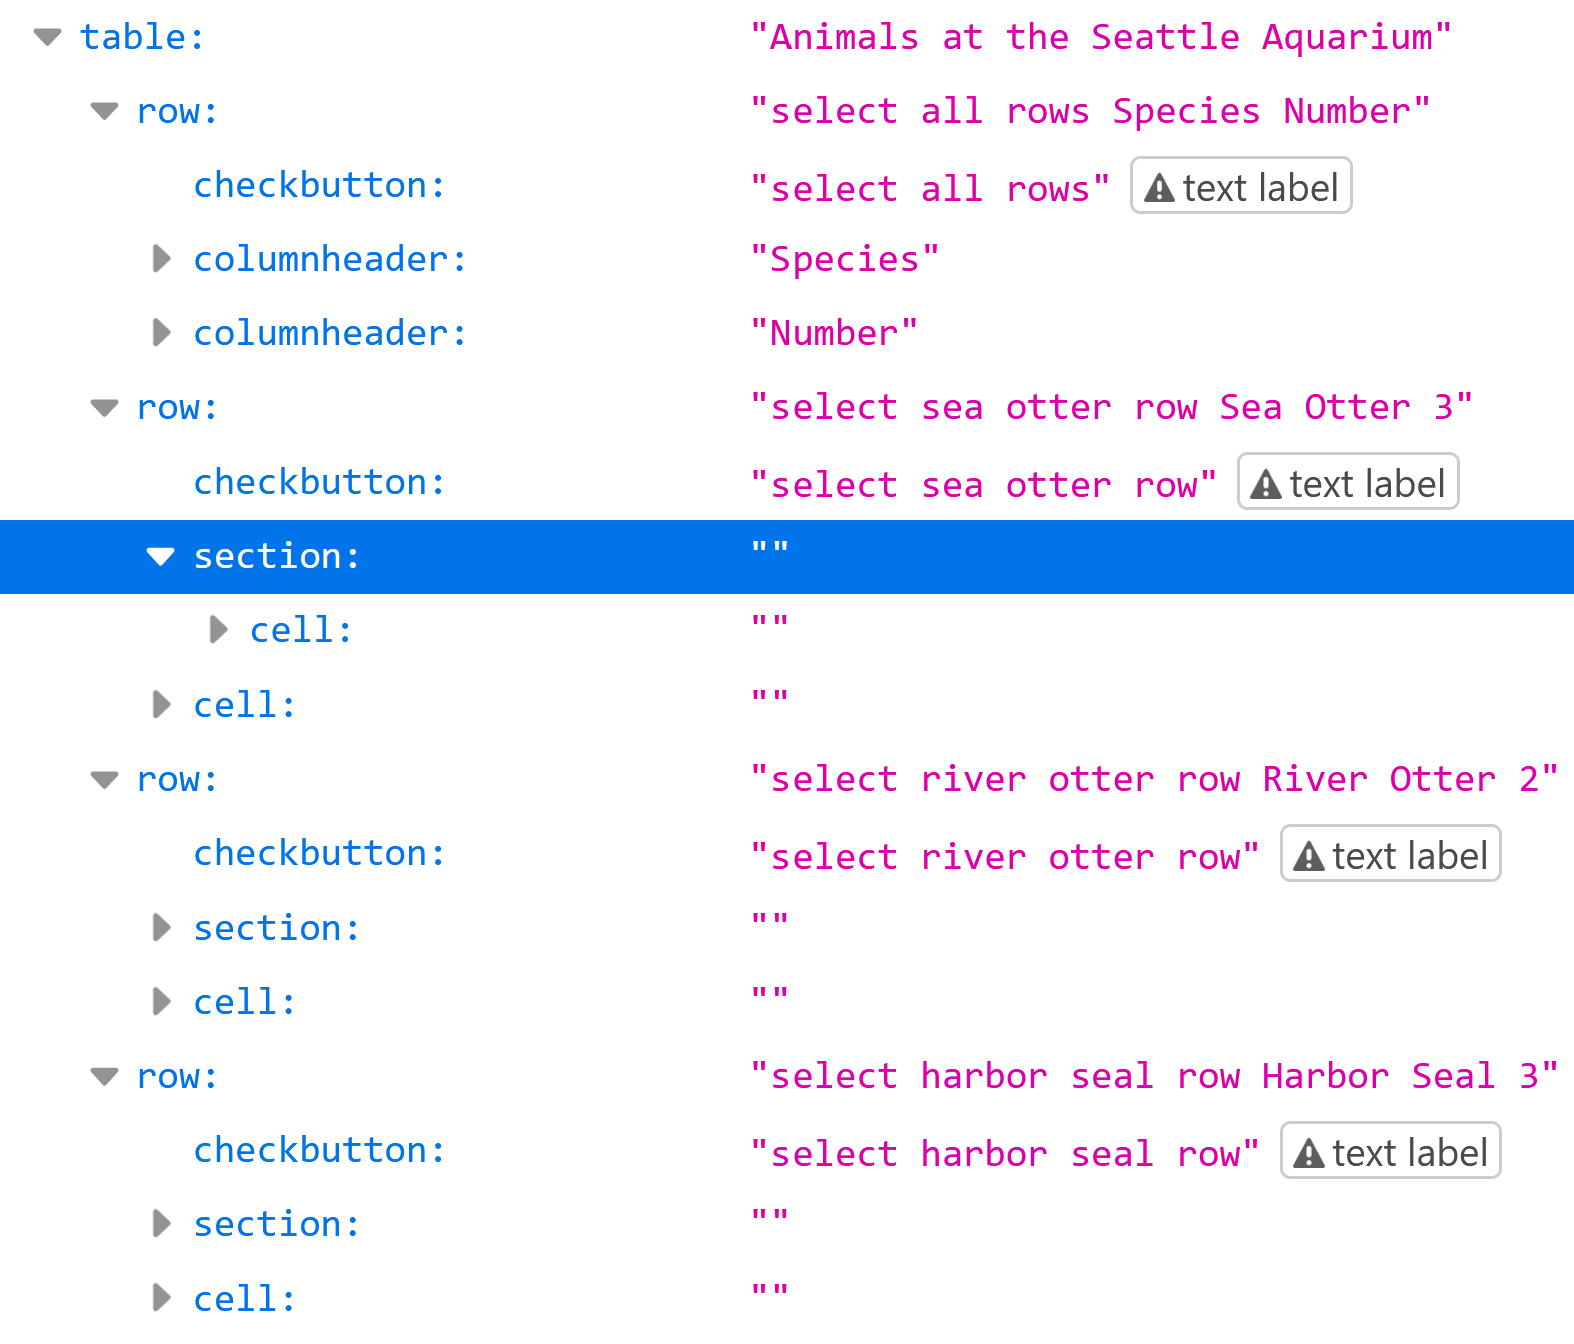 table: "Animals at the Seattle Aquarium"
row: "select all rows Species Number"
checkbutton: "select all rows" text label
columnheader: "Species"
columnheader: "Number"
row: "select sea otter row Sea Otter 3"
checkbutton: "select sea otter row" text label
section: ""
cell: ""
cell: ""
row: "select river otter row River Otter 2"
checkbutton: "select river otter row" text label
section: ""
cell: ""
row: "select harbor seal row Harbor Seal 3"
checkbutton: "select harbor seal row" text label
section: ""
cell: ""